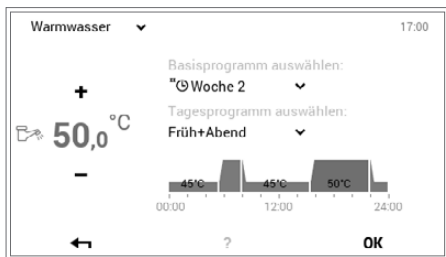 Warmwasser
17:00
Basisprogramm auswählen:
"Woche 2
Tagesprogramm auswählen:
Früh+Abend
+
50,0°C
–
45°C 45°C 50°C
00:00 12:00 24:00
? OK